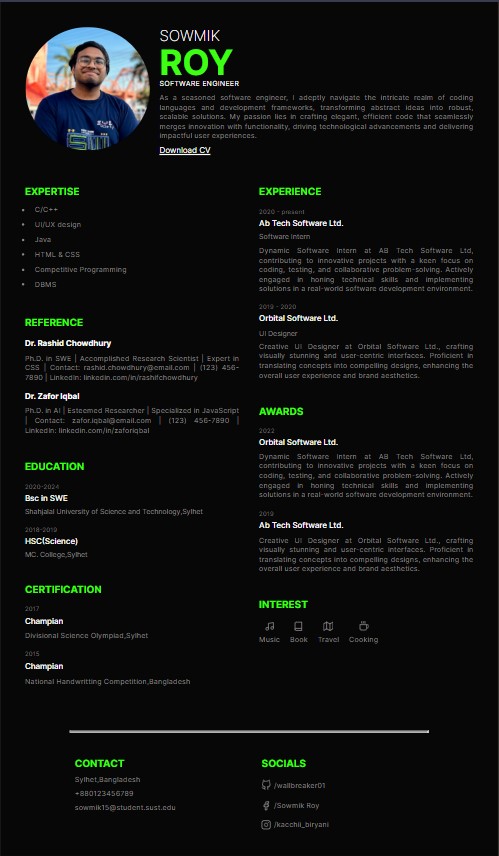 SOWMIK
ROY
SOFTWARE ENGINEER
As a seasoned software engineer, I adeptly navigate the intricate realm of coding
languages and development frameworks, transforming abstract ideas into robust,
scalable solutions. My passion lies in crafting elegant, efficient code that seamlessly
merges innovation with functionality, driving technological advancements and delivering
impactful user experiences.
Download CV
EXPERTISE
C/C++
UI/UX design
Java
HTML & CSS
Competitive Programming
DBMS
REFERENCE
Dr. Rashid Chowdhury
Ph.D. in SWE | Accomplished Research Scientist | Expert in
CSS | Contact: rashid.chowdhury@email.com | (123) 456-
7890 | LinkedIn: linkedin.com/in/rashifchowdhury
Dr. Zafor Iqbal
Ph.D. in AI | Esteemed Researcher | Specialized in JavaScript
| Contact: zafor.iqbal@email.com | (123) 456-7890 |
LinkedIn: linkedin.com/in/zaforiqbal
EDUCATION
2020-2024
Bsc in SWE
Shahjalal University of Science and Technology,Sylhet
2018-2019
HSC(Science)
MC. College,Sylhet
CERTIFICATION
2017
Champian
Divisional Science Olympiad,Sylhet
2015
Champian
National Handwritting Competition,Bangladesh
EXPERIENCE
2020 - present
Ab Tech Software Ltd.
Software Intern
Dynamic Software Intern at AB Tech Software Ltd,
contributing to innovative projects with a keen focus on
coding, testing, and collaborative problem-solving. Actively
engaged in honing technical skills and implementing
solutions in a real-world software development environment.
2019 - 2020
Orbital Software Ltd.
UI Designer
Creative UI Designer at Orbital Software Ltd., crafting
visually stunning and user-centric interfaces. Proficient in
translating concepts into compelling designs, enhancing the
overall user experience and brand aesthetics.
AWARDS
2022
Orbital Software Ltd.
Dynamic Software Intern at AB Tech Software Ltd,
contributing to innovative projects with a keen focus on
coding, testing, and collaborative problem-solving. Actively
engaged in honing technical skills and implementing
solutions in a real-world software development environment.
2019
Ab Tech Software Ltd.
Creative UI Designer at Orbital Software Ltd., crafting
visually stunning and user-centric interfaces. Proficient in
translating concepts into compelling designs, enhancing the
overall user experience and brand aesthetics.
INTEREST
Music Book Travel Cooking
CONTACT
Sylhet,Bangladesh
+880123456789
sowmik15@student.sust.edu
SOCIALS
/wallbreaker01
/Sowmik Roy
/kacchii_biryani